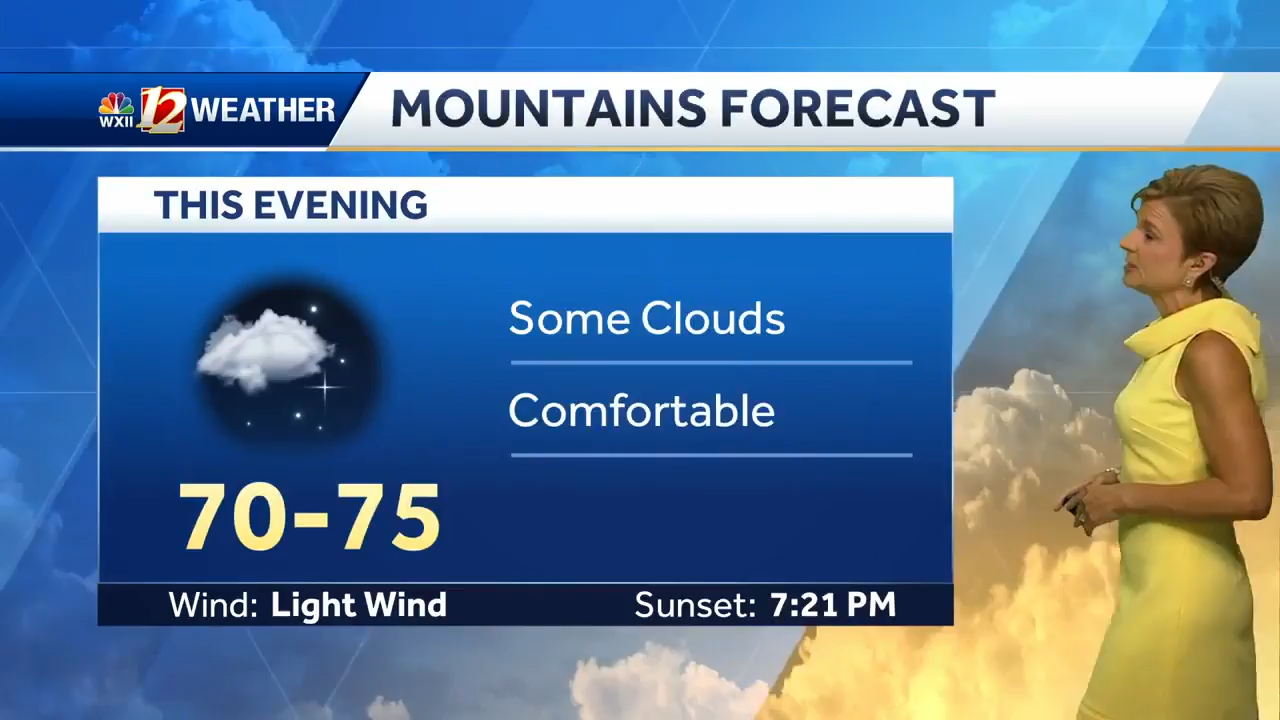 WXII 12 WEATHER
MOUNTAINS FORECAST
THIS EVENING
Some Clouds
Comfortable
70-75
Wind: Light Wind
Sunset: 7:21 PM